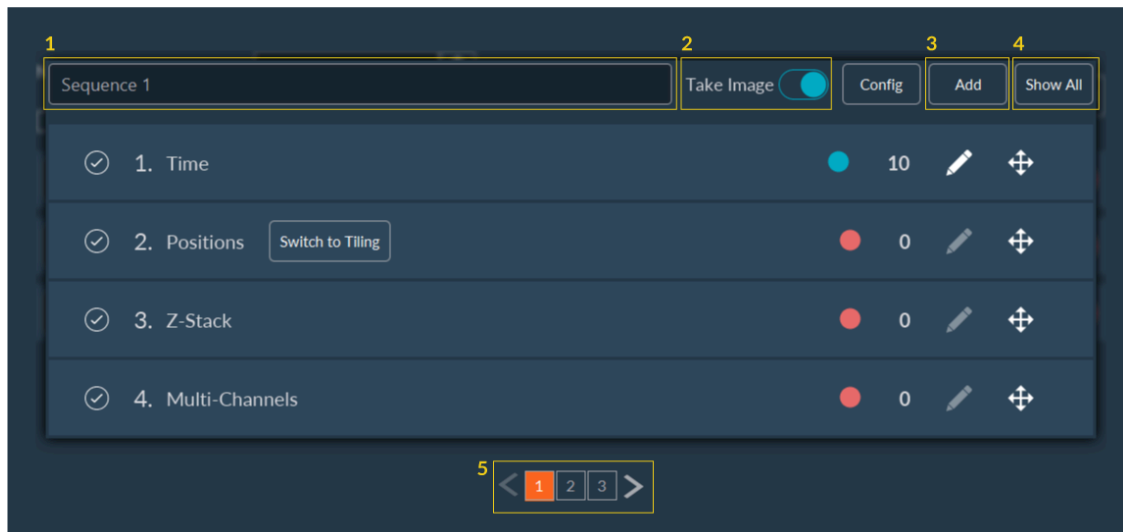 1 2 3 4
Sequence 1 Take Image Config Add Show All
1. Time 10
2. Positions Switch to Tiling 0
3. Z-Stack 0
4. Multi-Channels 0
5
1 2 3